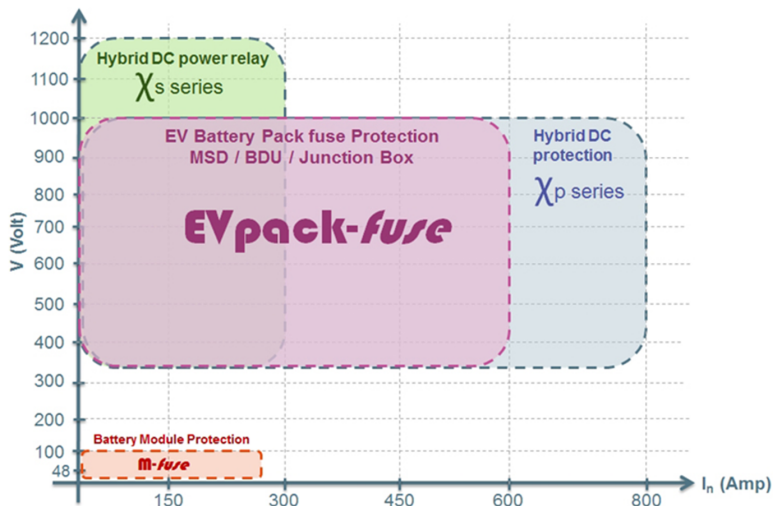 1200
Hybrid DC power relay
χs series
1100
1000
EV Battery Pack fuse Protection
MSD / BDU / Junction Box
Hybrid DC
protection
χp series
900
800
EVpack-fuse
700
V (Volt)
600
500
400
300
200
Battery Module Protection
100
M-fuse
48
150
300
450
600
800
In (Amp)